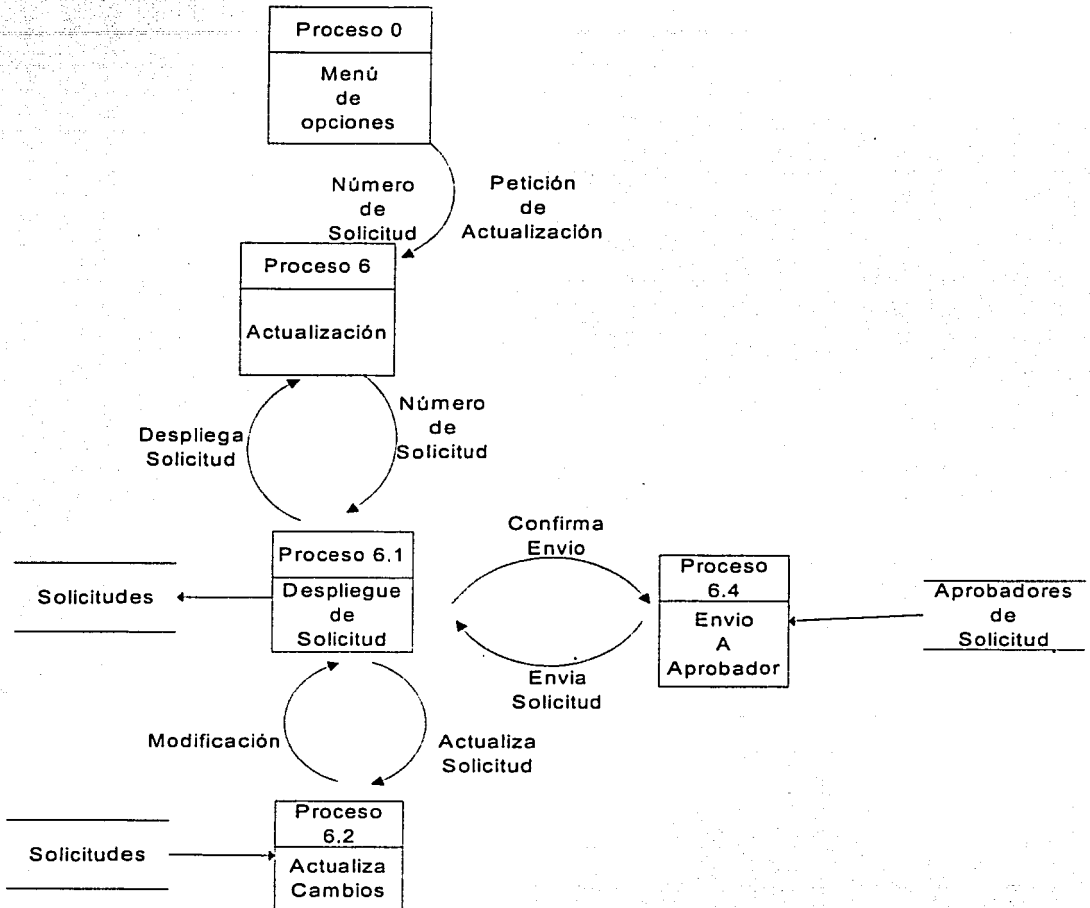 Proceso 0
Menú
de
opciones
Número
de
Solicitud
Petición
de
Actualización
Proceso 6
Actualización
Despliega
Solicitud
Número
de
Solicitud
Confirma
Envio
Solicitudes
Proceso 6.1
Despliegue
de
Solicitud
Proceso
6.4
Envio
A
Aprobador
Aprobadores
de
Solicitud
Envia
Solicitud
Modificación
Actualiza
Solicitud
Solicitudes
Proceso
6.2
Actualiza
Cambios